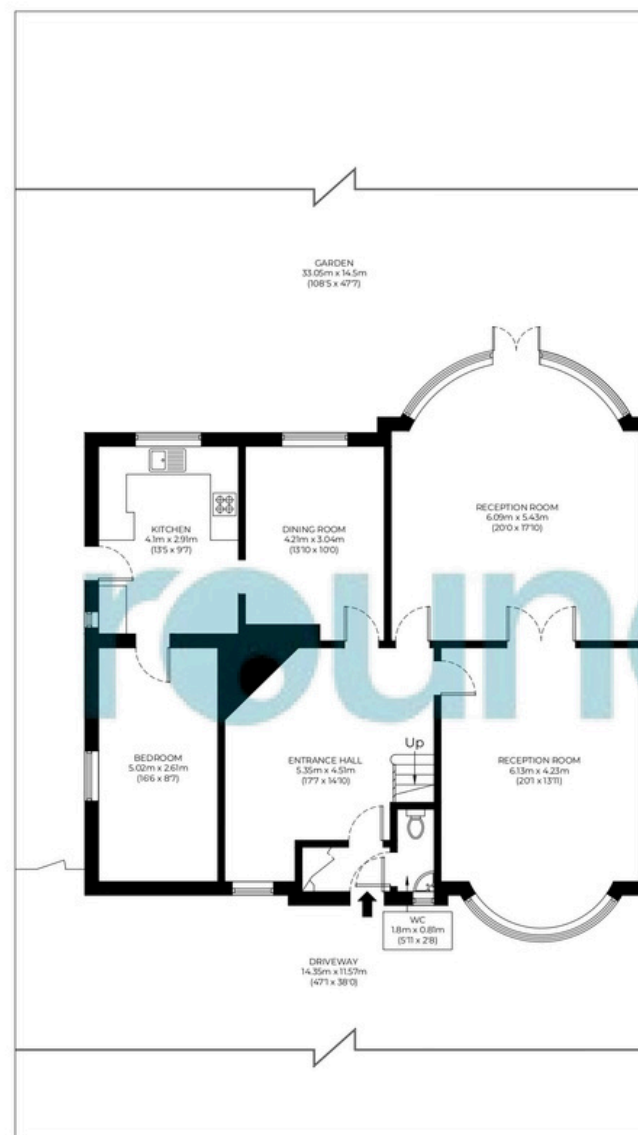 GARDEN
33.05m x 14.5m
(108'5 x 47'7)
RECEPTION ROOM
6.09m x 5.43m
(20'0 x 17'10)
KITCHEN
4.1m x 2.91m
(13'5 x 9'7)
DINING ROOM
4.21m x 3.04m
(13'10 x 10'0)
round
Up
BEDROOM
5.02m x 2.61m
(16'6 x 8'7)
ENTRANCE HALL
5.35m x 4.51m
(17'7 x 14'10)
RECEPTION ROOM
6.13m x 4.23m
(20'1 x 13'11)
WC
1.8m x 0.81m
(5'11 x 2'8)
DRIVEWAY
14.35m x 11.57m
(47'1 x 38'0)